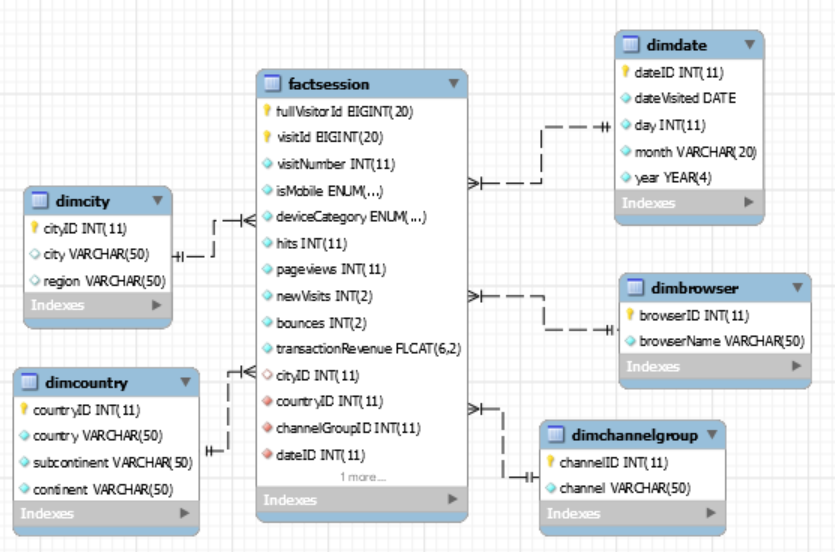 factsession
fullVisitorId BIGINT(20)
visitId BIGINT(20)
visitNumber INT(11)
isMobile ENUM(...)
deviceCategory ENUM(...)
hits INT(11)
pageviews INT(11)
newVisits INT(2)
bounces INT(2)
transactionRevenue FLOAT(6,2)
cityID INT(11)
countryID INT(11)
channelGroupID INT(11)
dateID INT(11)
1 more...
Indexes
dimcity
cityID INT(11)
city VARCHAR(50)
region VARCHAR(50)
Indexes
dimcountry
countryID INT(11)
country VARCHAR(50)
subcontinent VARCHAR(50)
continent VARCHAR(50)
Indexes
dimdate
dateID INT(11)
dateVisited DATE
day INT(11)
month VARCHAR(20)
year YEAR(4)
Indexes
dimbrowser
browserID INT(11)
browserName VARCHAR(50)
Indexes
dimchannelgroup
channelID INT(11)
channel VARCHAR(50)
Indexes